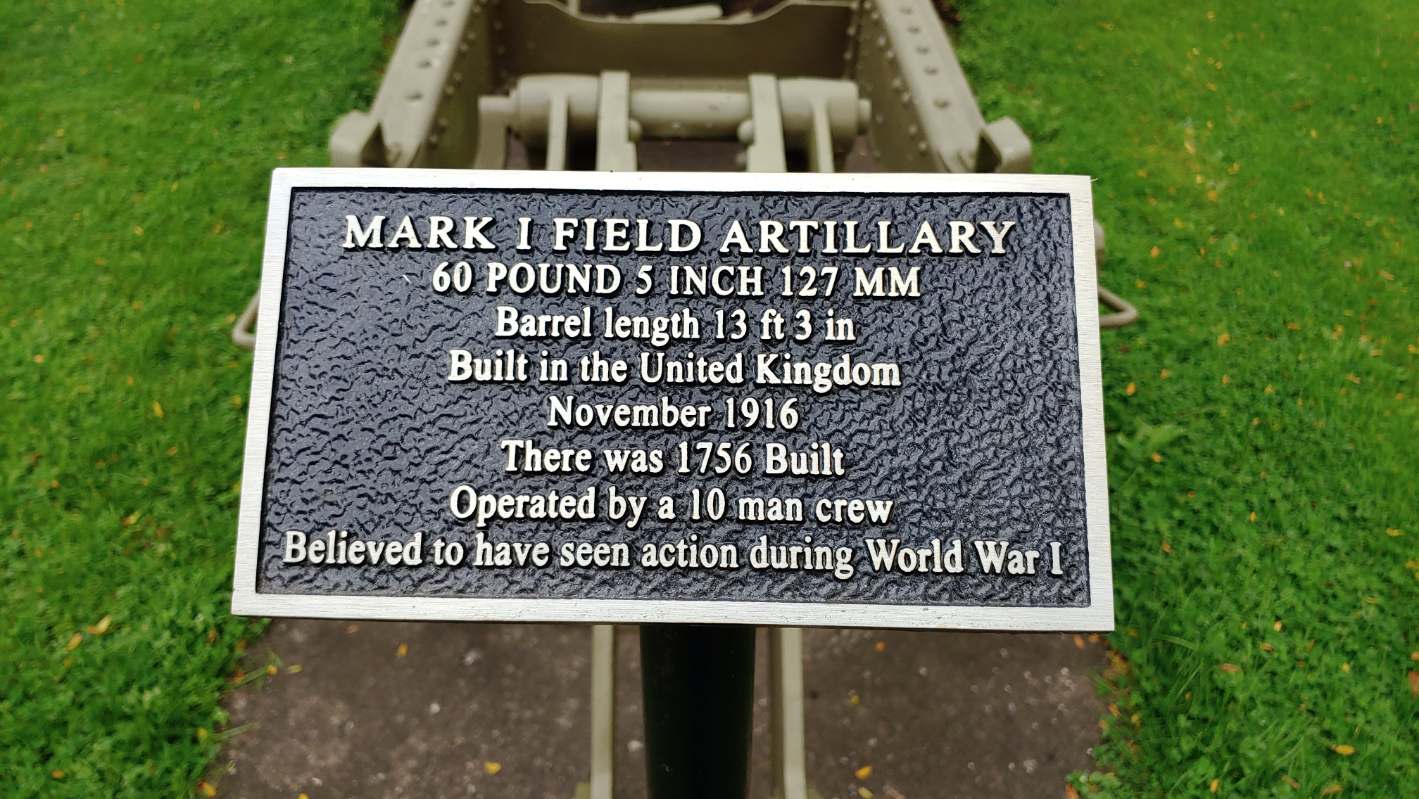 MARK I FIELD ARTILLARY
60 POUND 5 INCH 127 MM
Barrel length 13 ft 3 in
Built in the United Kingdom
November 1916
There was 1756 Built
Operated by a 10 man crew
Believed to have seen action during World War I